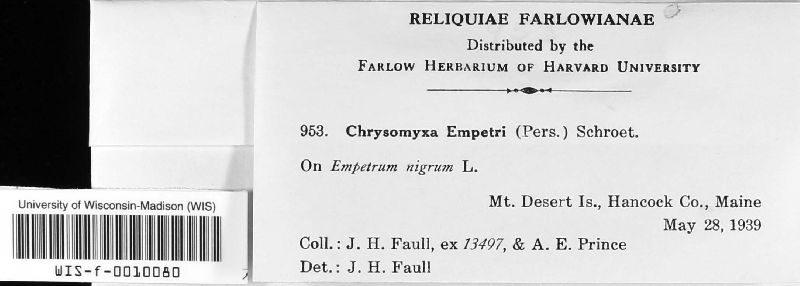 RELIQUIAE FARLOWIANAE
Distributed by the
FARLOW HERBARIUM OF HARVARD UNIVERSITY
953. Chrysomyxa Empetri (Pers.) Schroet.
On Empetrum nigrum L.
Mt. Desert Is., Hancock Co., Maine
May 28, 1939
Coll.: J. H. Faull, ex 13497, & A. E. Prince
Det.: J. H. Faull
University of Wisconsin-Madison (WIS)
WIS-f-0010080